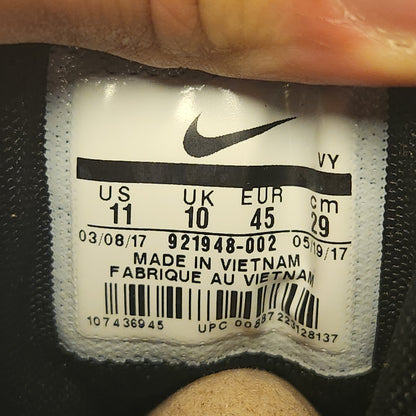 VY
US UK EUR cm
11 10 45 29
03/08/17 921948-002 05/19/17
MADE IN VIETNAM
FABRIQUE AU VIETNAM
107436945 UPC 00887223128137